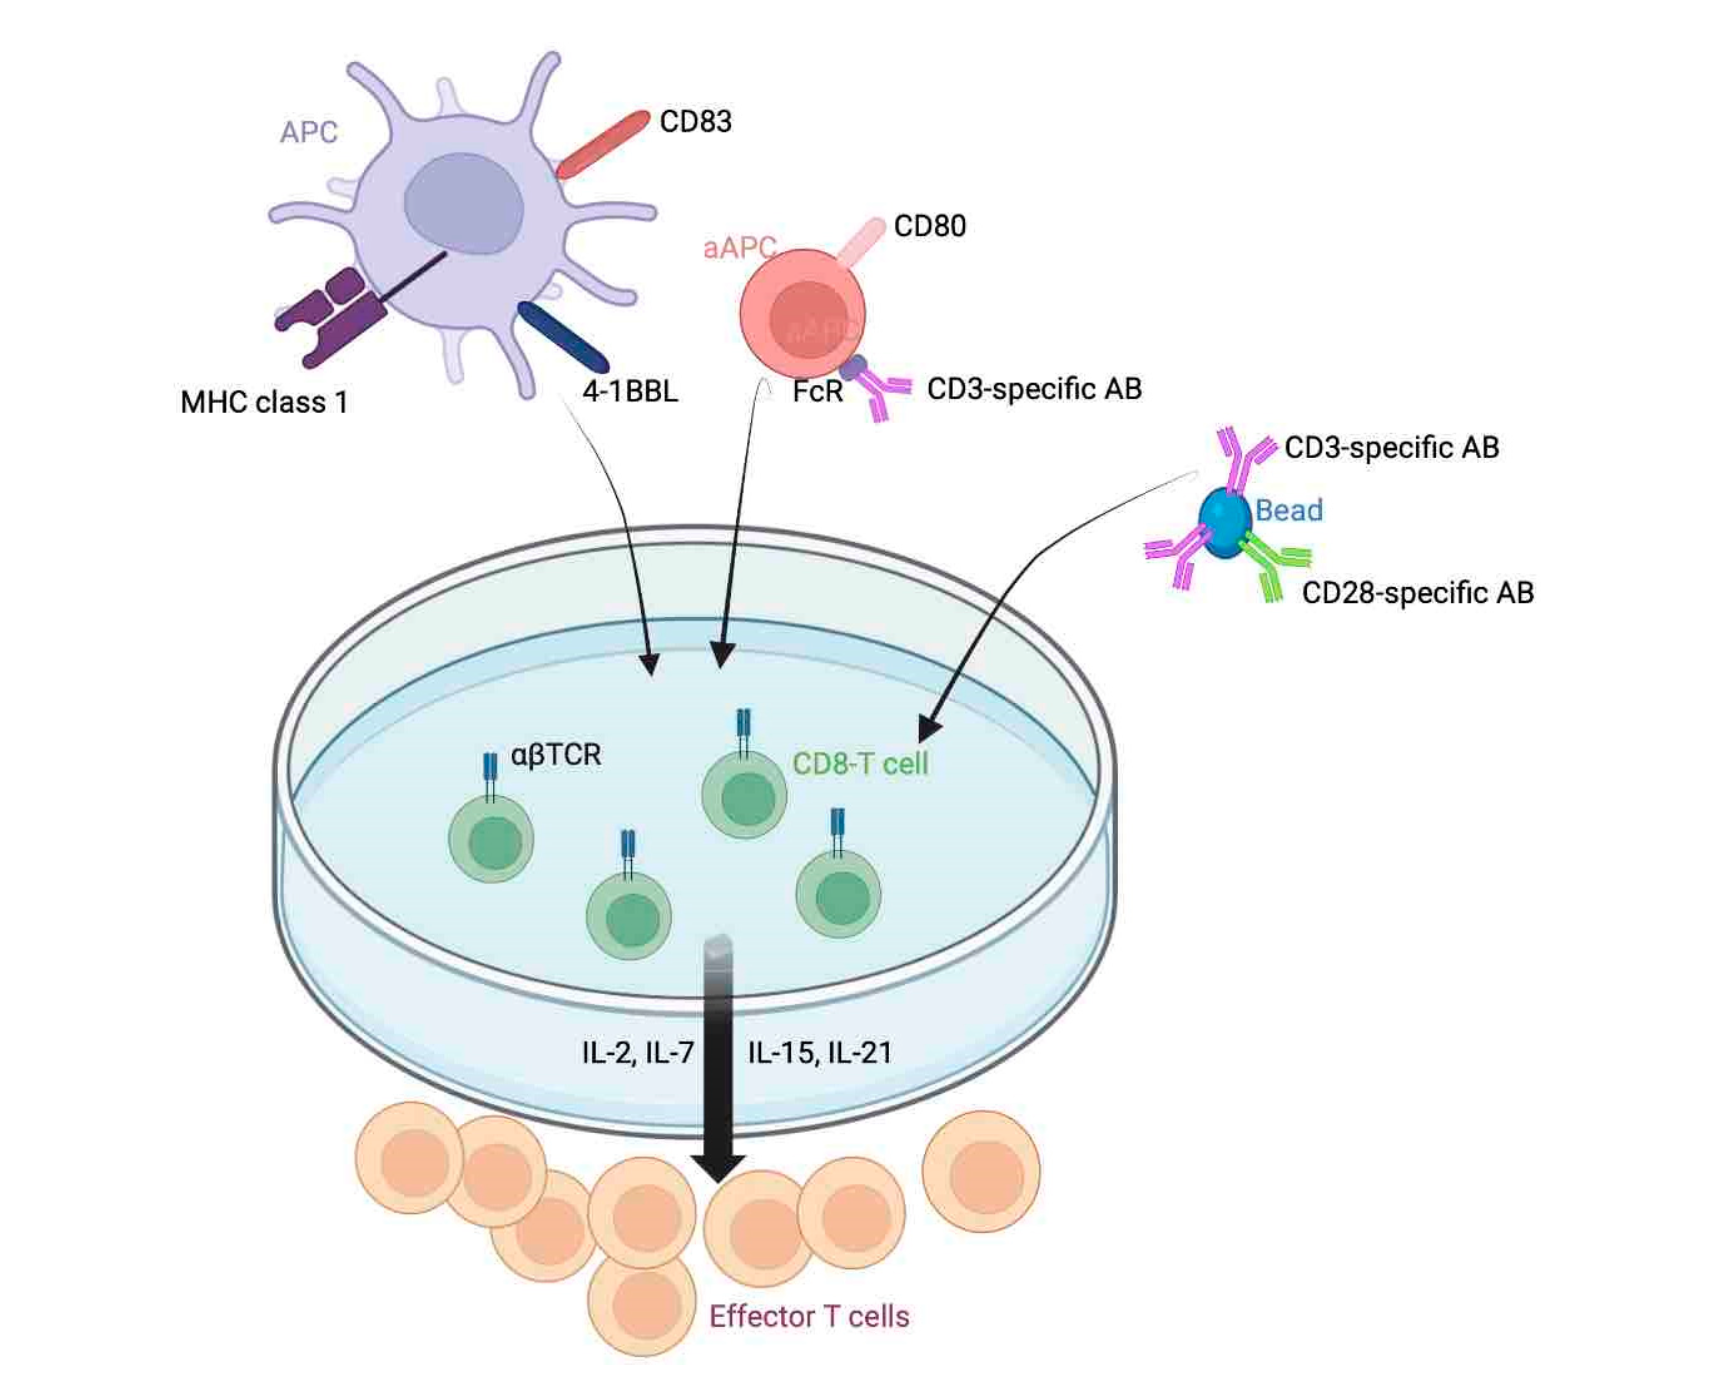 APC
CD83
CD80
aAPC
aAPC
MHC class 1
4-1BBL
FcR
CD3-specific AB
CD3-specific AB
Bead
CD28-specific AB
αβTCR
CD8-T cell
IL-2, IL-7
IL-15, IL-21
Effector T cells